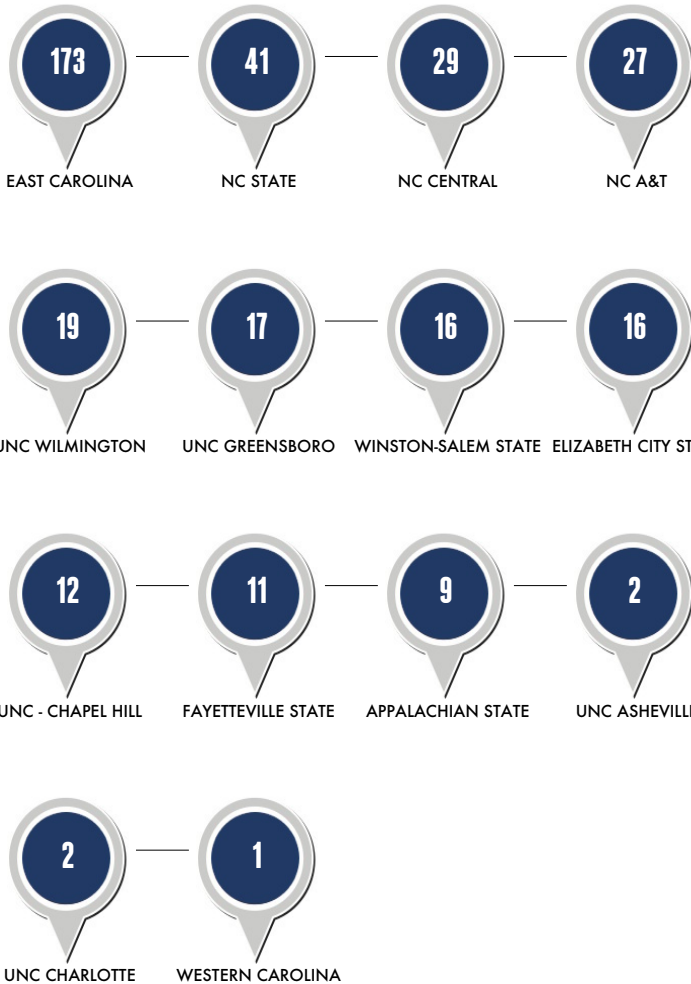 173 41 29 27
EAST CAROLINA NC STATE NC CENTRAL NC A&T
19 17 16 16
UNC WILMINGTON UNC GREENSBORO WINSTON-SALEM STATE ELIZABETH CITY
12 11 9 2
UNC - CHAPEL HILL FAYETTEVILLE STATE APPALACHIAN STATE UNC ASHEVILLE
2 1
UNC CHARLOTTE WESTERN CAROLINA